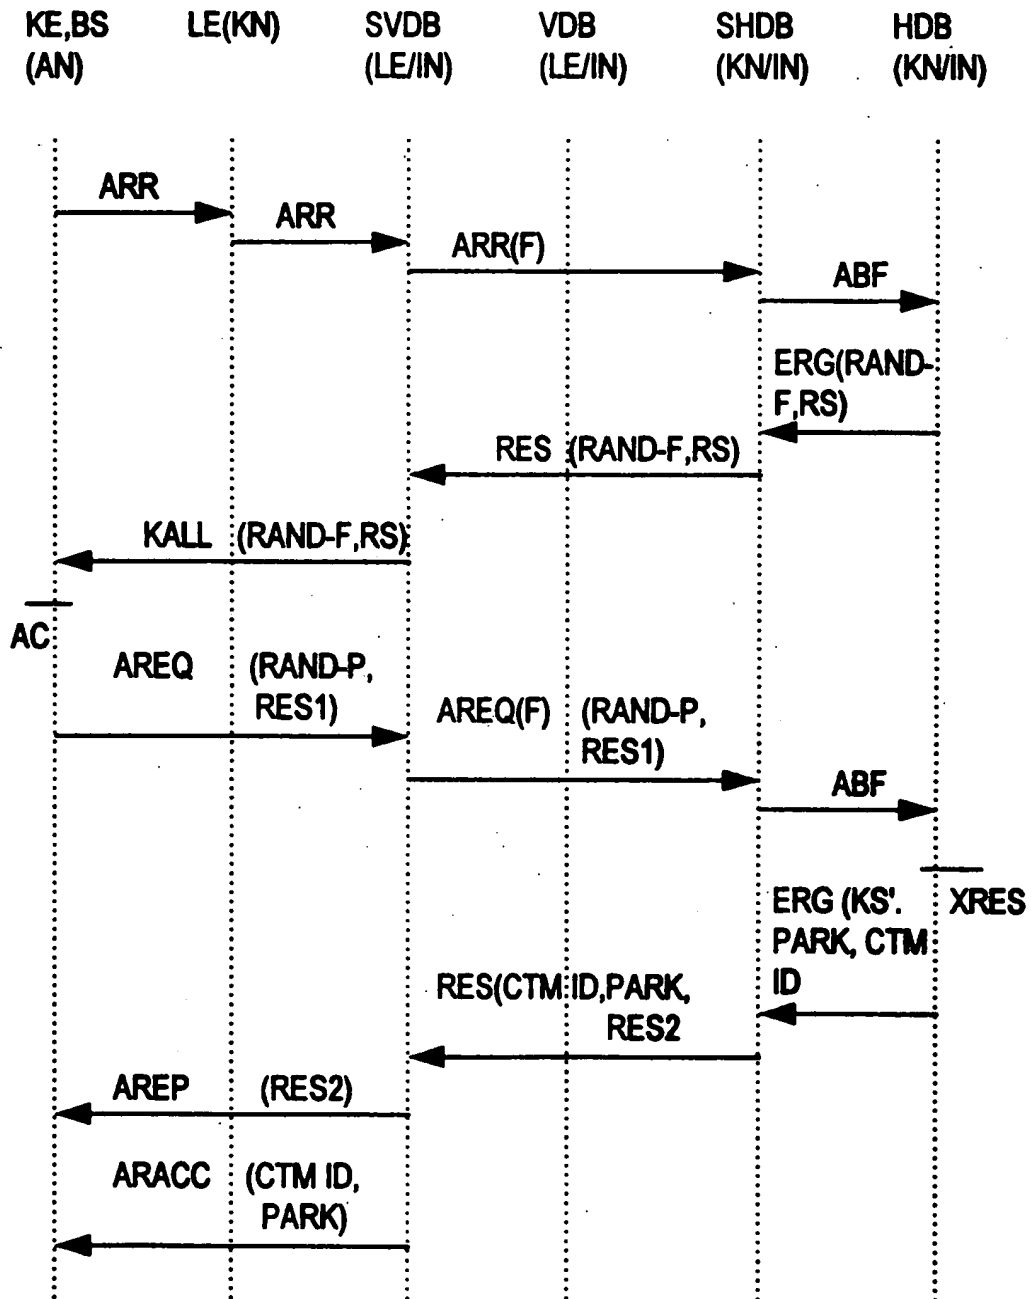 KE,BS LE(KN) SVDB VDB SHDB HDB
(AN) (LE/IN) (LE/IN) (KN/IN) (KN/IN)
ARR
ARR
ARR(F)
ABF
ERG(RAND-
F,RS)
RES (RAND-F,RS)
KALL (RAND-F,RS)
AC
AREQ (RAND-P,
RES1)
AREQ(F) (RAND-P,
RES1)
ABF
XRES
ERG (KS'.
PARK, CTM
ID
RES(CTM ID,PARK,
RES2
AREP (RES2)
ARACC (CTM ID,
PARK)